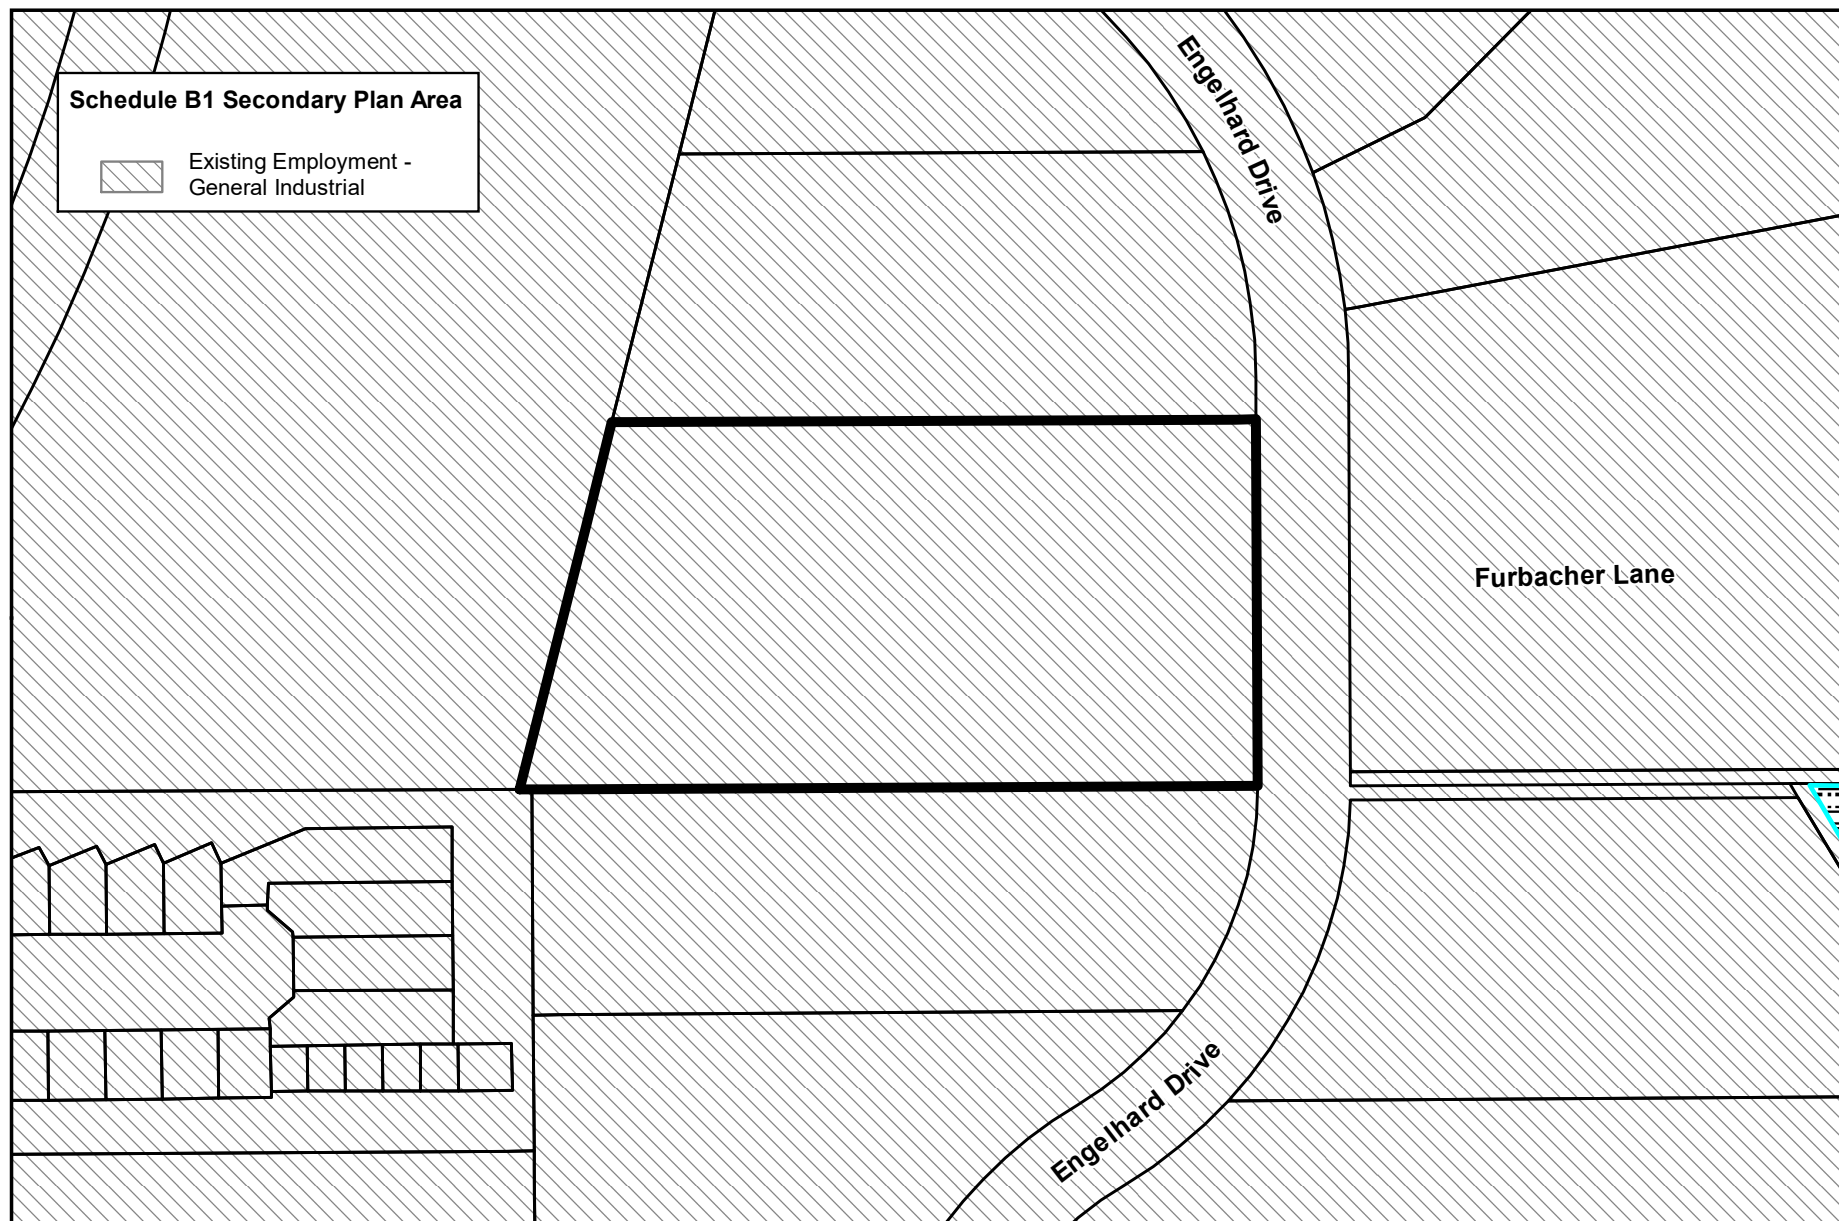 Schedule B1 Secondary Plan Area
Existing Employment -
General Industrial
Engelhard Drive
Furbacher Lane
Engelhard Drive